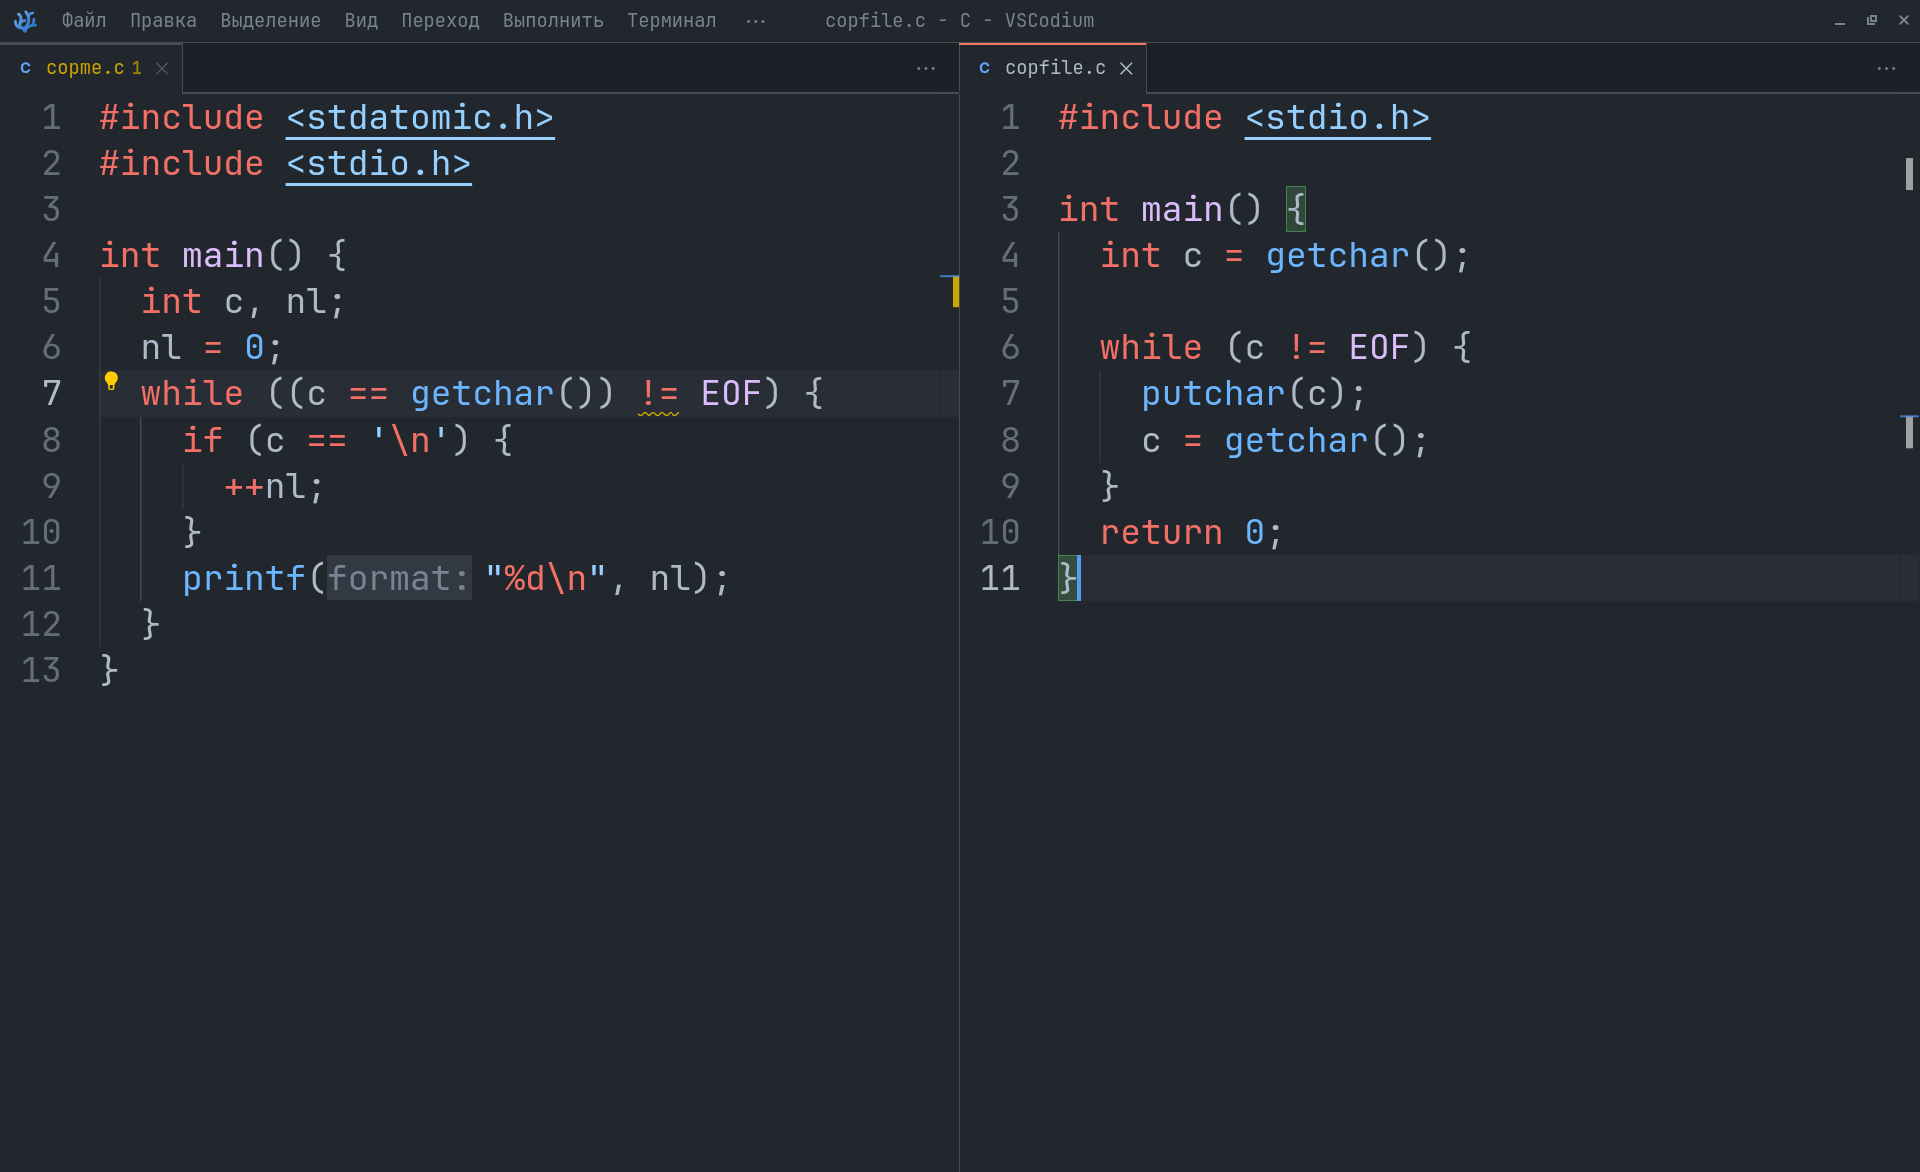 Файл Правка Выделение Вид Переход Выполнить Терминал ··· copfile.c - C - VSCodium
C copme.c 1 ···
1 #include <stdatomic.h>
2 #include <stdio.h>
3
4 int main() {
5   int c, nl;
6   nl = 0;
7   while ((c == getchar()) != EOF) {
8     if (c == '\n') {
9       ++nl;
10     }
11     printf(format: "%d\n", nl);
12   }
13 }
C copfile.c ···
1 #include <stdio.h>
2
3 int main() {
4   int c = getchar();
5
6   while (c != EOF) {
7     putchar(c);
8     c = getchar();
9   }
10   return 0;
11 }